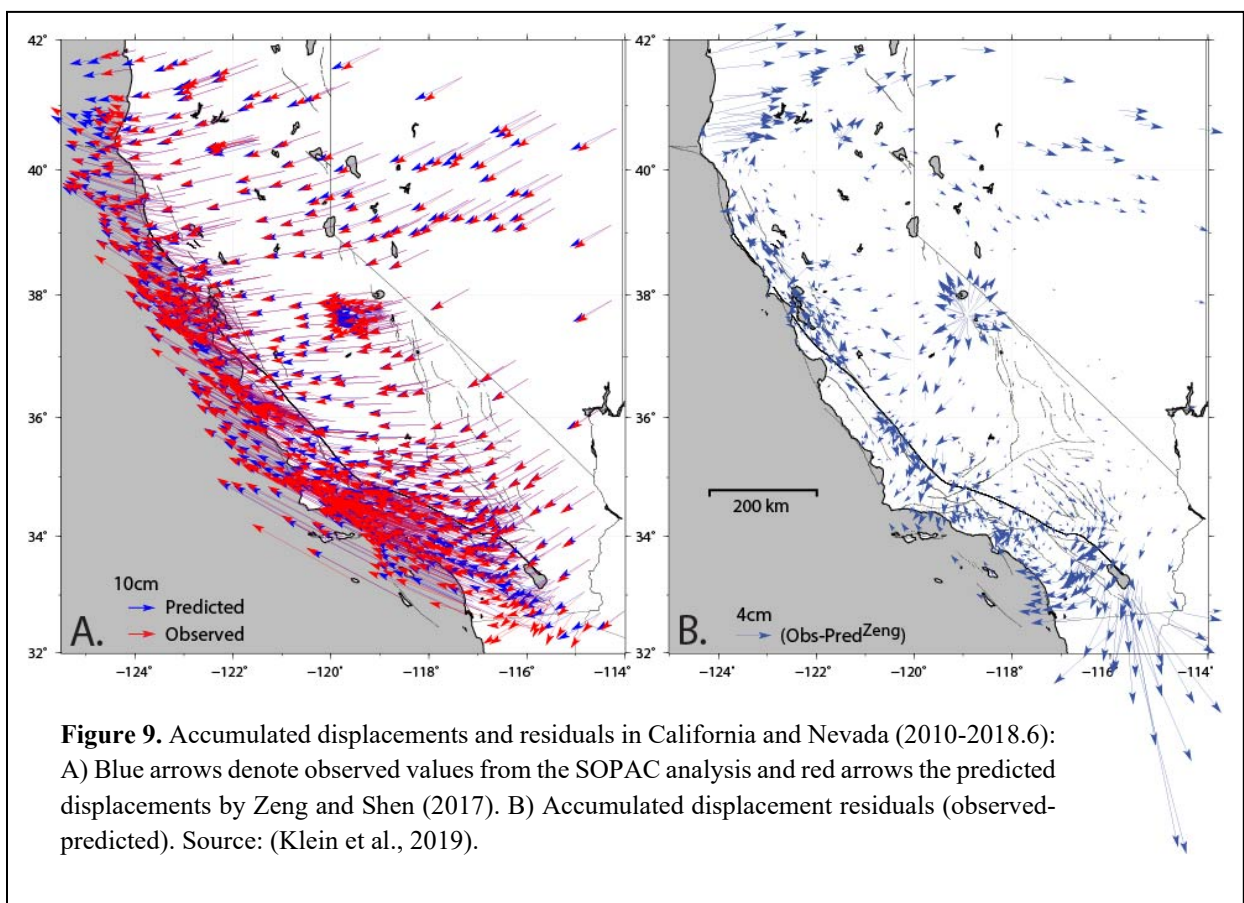 42˚
40˚
38˚
36˚
34˚
32˚
10cm
Predicted
Observed
A.
−124˚
−122˚
−120˚
−118˚
−116˚
−114˚
42˚
40˚
38˚
36˚
34˚
32˚
200 km
4cm
(Obs-PredZeng)
B.
−124˚
−122˚
−120˚
−118˚
−116˚
−114˚
Figure 9. Accumulated displacements and residuals in California and Nevada (2010-2018.6):
A) Blue arrows denote observed values from the SOPAC analysis and red arrows the predicted
displacements by Zeng and Shen (2017). B) Accumulated displacement residuals (observed-
predicted). Source: (Klein et al., 2019).